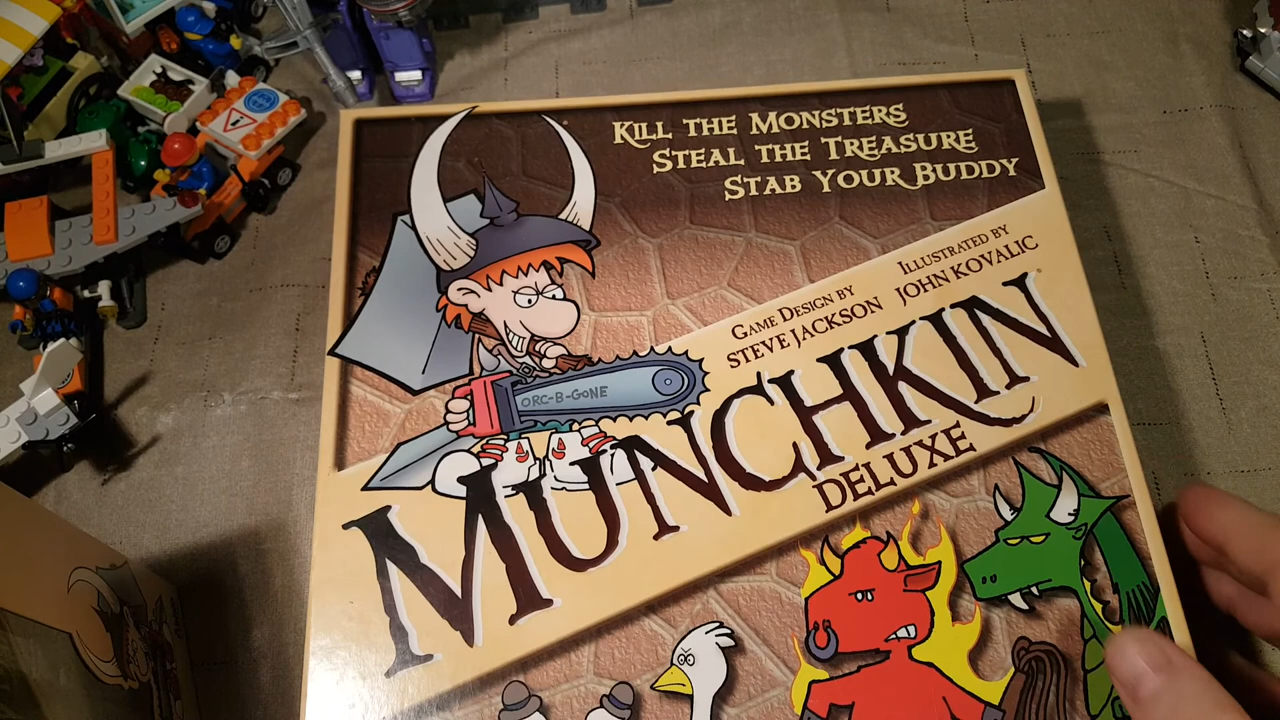 KILL THE MONSTERS
STEAL THE TREASURE
STAB YOUR BUDDY
GAME DESIGN BY
STEVE JACKSON
ILLUSTRATED BY
JOHN KOVALIC
ORC-B-GONE
MUNCHKIN
DELUXE